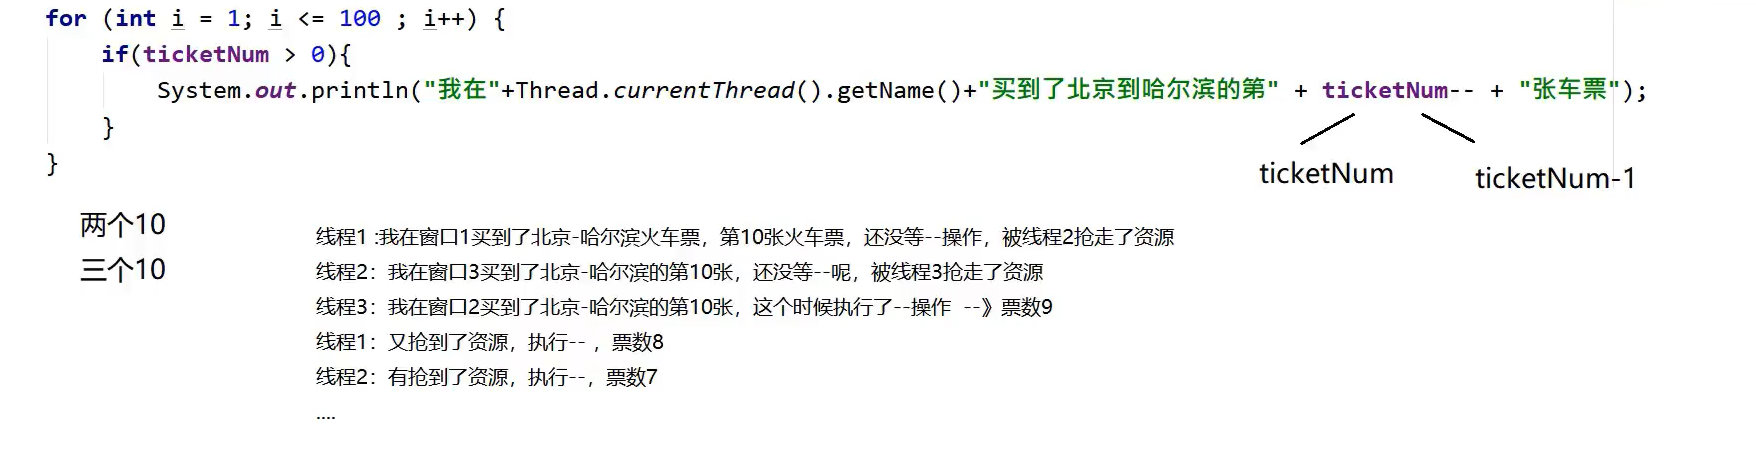 for (int i = 1; i <= 100 ; i++) {
if(ticketNum > 0){
System.out.println("我在"+Thread.currentThread().getName()+"买到了北京到哈尔滨的第" + ticketNum-- + "张车票");
}
}
ticketNum
ticketNum-1
两个10
三个10
线程1 :我在窗口1买到了北京-哈尔滨火车票，第10张火车票，还没等--操作，被线程2抢走了资源
线程2：我在窗口3买到了北京-哈尔滨的第10张，还没等--呢，被线程3抢走了资源
线程3：我在窗口2买到了北京-哈尔滨的第10张，这个时候执行了--操作 --》票数9
线程1：又抢到了资源，执行-- ，票数8
线程2：有抢到了资源，执行--，票数7
....